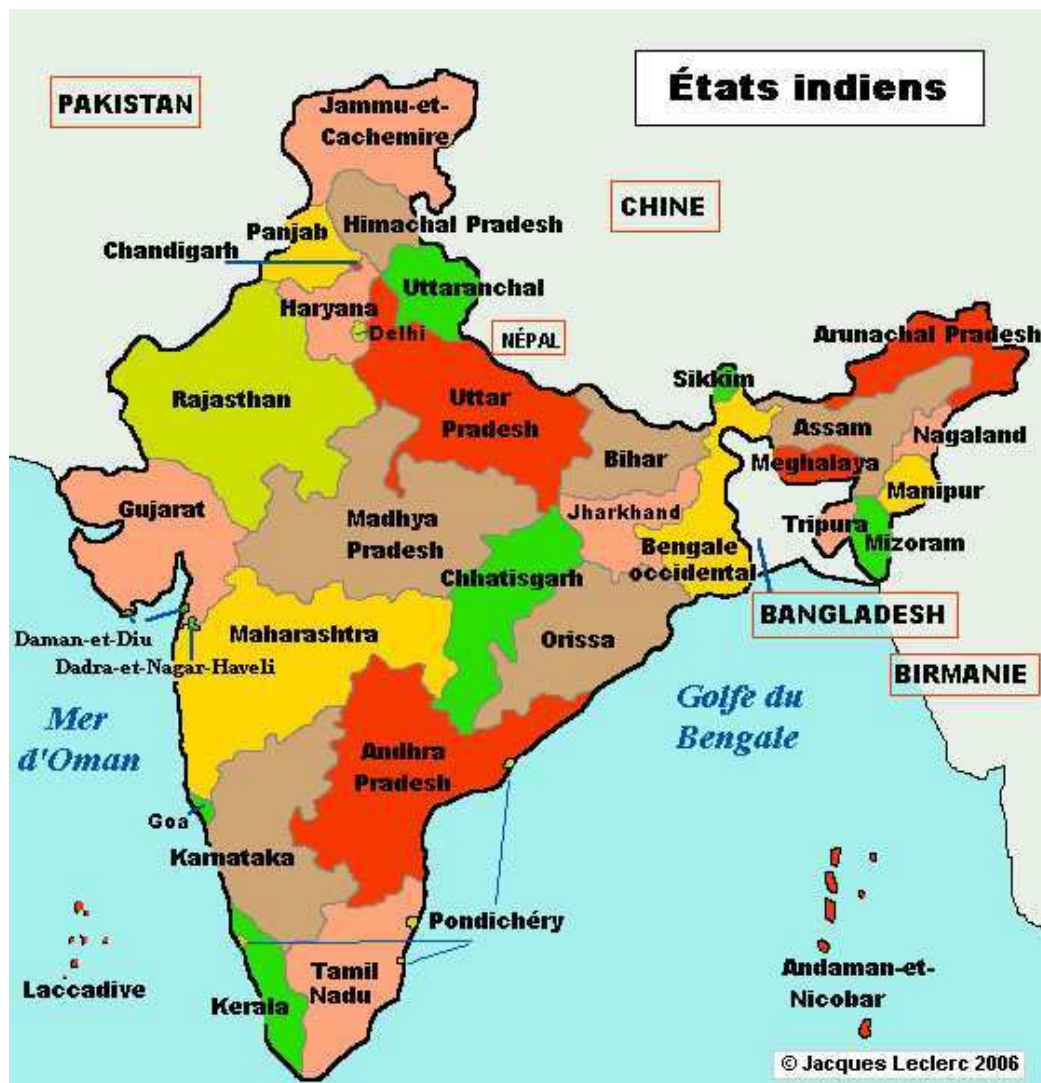 États indiens
PAKISTAN
Jammu-et-
Cachemire
CHINE
Himachal Pradesh
Panjab
Chandigarh
Uttaranchal
Haryana
Delhi
NÉPAL
Arunachal Pradesh
Sikkim
Rajasthan
Uttar
Pradesh
Assam
Nagaland
Bihar
Meghalaya
Manipur
Gujarat
Madhya
Pradesh
Jharkhand
Tripura
Mizoram
Bengale
occidental
Chhatisgarh
BANGLADESH
Daman-et-Diu
Maharashtra
Orissa
Dadra-et-Nagar-Haveli
BIRMANIE
Mer
d'Oman
Golfe du
Bengale
Andhra
Pradesh
Goa
Karnataka
Pondichéry
Laccadive
Tamil
Nadu
Kerala
Andaman-et-
Nicobar
© Jacques Leclerc 2006